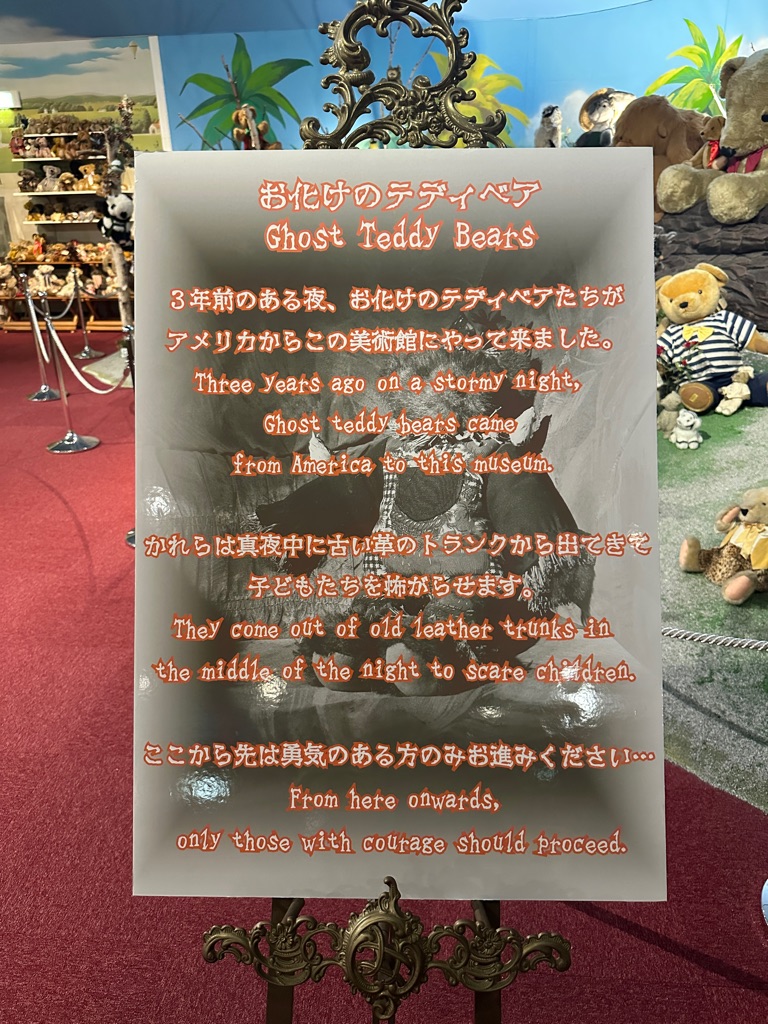 お化けのテディベア
Ghost Teddy Bears
３年前のある夜、お化けのテディベアたちが
アメリカからこの美術館にやって来ました。
Three years ago on a stormy night,
Ghost teddy bears came
from America to this museum.
かれらは真夜中に古い革のトランクから出てきて
子どもたちを怖がらせます。
They come out of old leather trunks in
the middle of the night to scare children.
ここから先は勇気のある方のみお進みください…
From here onwards,
only those with courage should proceed.